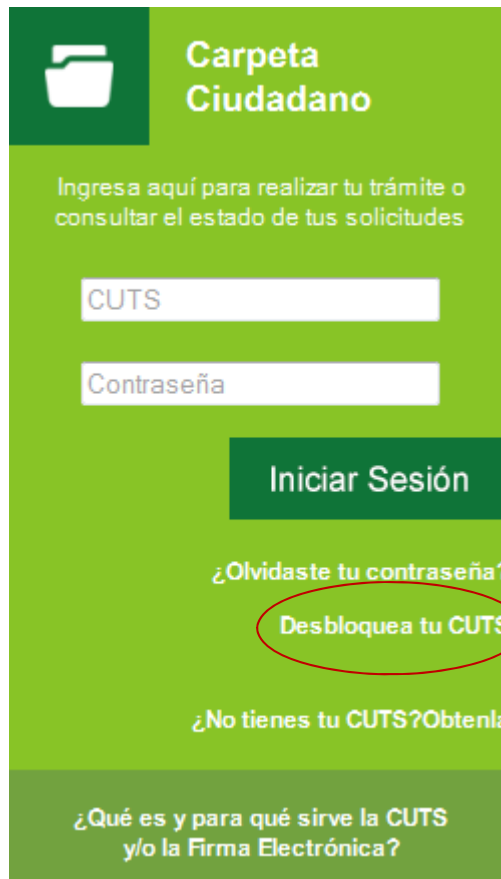 Carpeta
Ciudadano
Ingresa aquí para realizar tu trámite o
consultar el estado de tus solicitudes
CUTS
Contraseña
Iniciar Sesión
¿Olvidaste tu contraseña?
Desbloquea tu CUTS
¿No tienes tu CUTS?Obtenla
¿Qué es y para qué sirve la CUTS
y/o la Firma Electrónica?